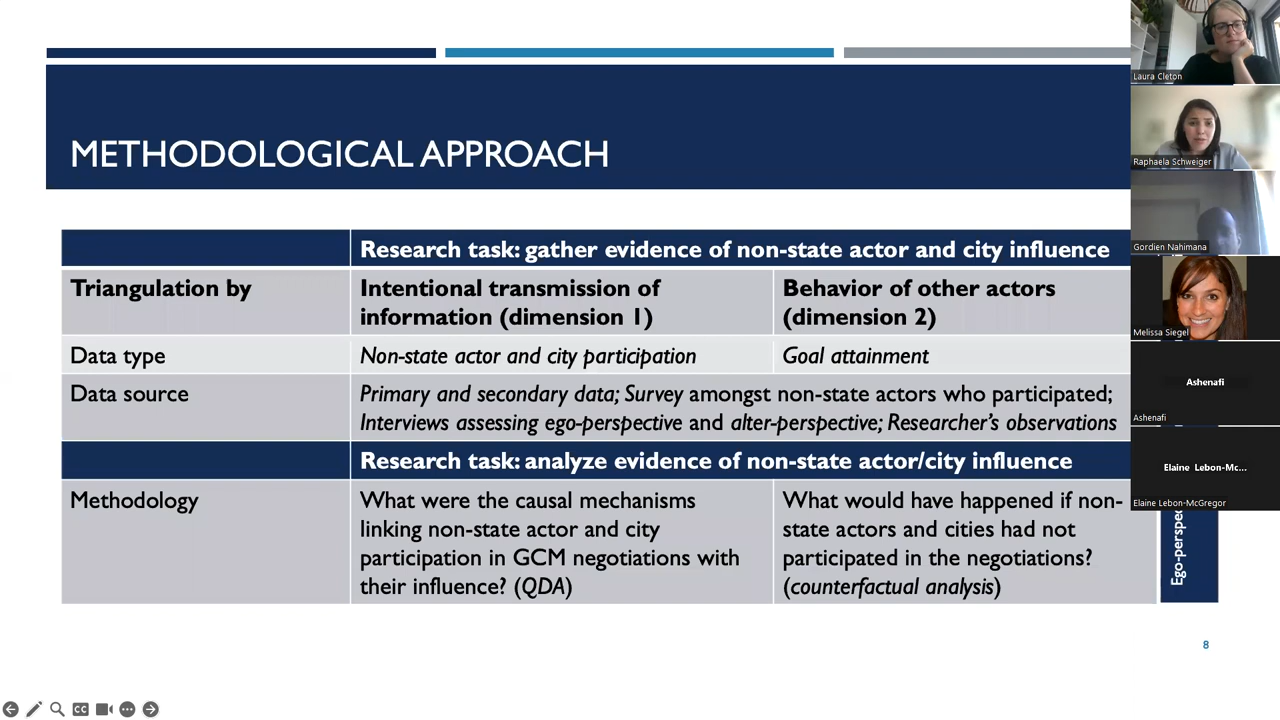 METHODOLOGICAL APPROACH
Research task: gather evidence of non-state actor and city influence
Triangulation by
Intentional transmission of
information (dimension 1)
Behavior of other actors
(dimension 2)
Data type
Non-state actor and city participation
Goal attainment
Data source
Primary and secondary data; Survey amongst non-state actors who participated;
Interviews assessing ego-perspective and alter-perspective; Researcher's observations
Research task: analyze evidence of non-state actor/city influence
Methodology
What were the causal mechanisms
linking non-state actor and city
participation in GCM negotiations with
their influence? (QDA)
What would have happened if non-
state actors and cities had not
participated in the negotiations?
(counterfactual analysis)
Ego-perspe
8
Laura Cleton
Raphaela Schweiger
Gordien Nahimana
Melissa Siegel
Ashenafi
Ashenafi
Elaine Lebon-Mc...
Elaine Lebon-McGregor
CC